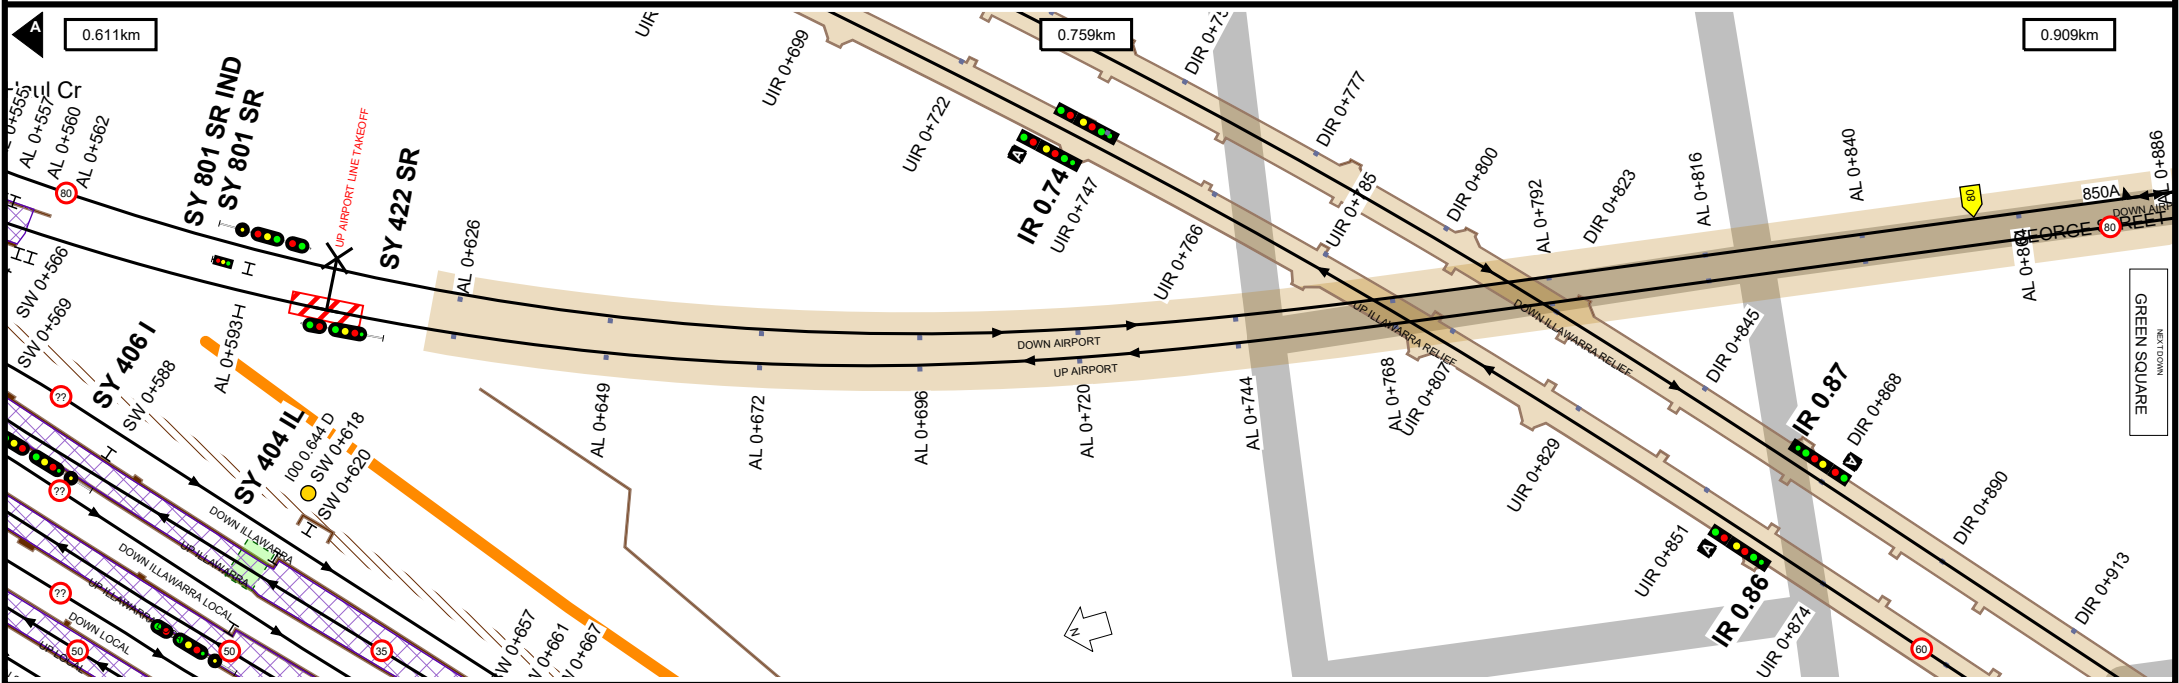 A
0.611km
0.759km
0.909km
AL 0+557
AL 0+560
AL 0+562
80
SY 801 SR IND
SY 801 SR
UP AIRPORT LINE TAKEOFF
SY 422 SR
AL 0+626
UIR
UIR 0+699
UIR 0+722
A
IR 0.74
UIR 0+747
UIR 0+766
UIR 0+785
DIR 0+777
DIR 0+800
AL 0+792
DIR 0+823
AL 0+816
AL 0+840
80
850A
AL 0+886
80
GREEN SQUARE
NEXT DOWN
SW 0+566
SW 0+569
SY 406 I
SW 0+588
AL 0+593
??
SY 404 IL
I00 0.644 D
SW 0+618
SW 0+620
AL 0+649
AL 0+672
AL 0+696
AL 0+720
AL 0+744
AL 0+768
UIR 0+807
DOWN AIRPORT
UP AIRPORT
UP ILLAWARRA RELIEF
DOWN ILLAWARRA RELIEF
UIR 0+829
DIR 0+845
IR 0.87
DIR 0+868
A
DIR 0+890
DIR 0+913
UIR 0+851
A
IR 0.86
UIR 0+874
60
??
DOWN ILLAWARRA
UP ILLAWARRA
DOWN ILLAWARRA LOCAL
UP ILLAWARRA
??
DOWN LOCAL
UP LOCAL
50
50
35
W 0+657
0+661
0+667
N